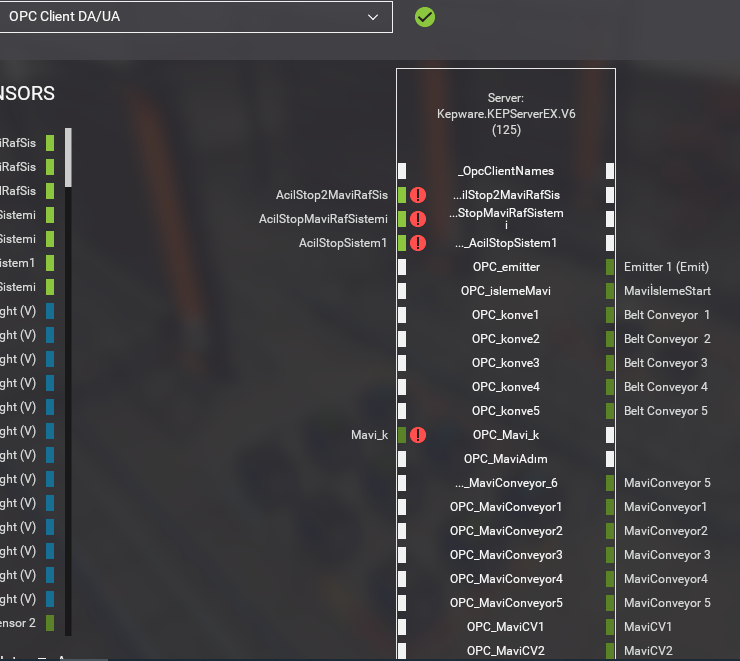 OPC Client DA/UA
NSORS
Server:
Kepware.KEPServerEX.V6
(125)
iRafSis
iRafSis
lRafSis
Sistemi
Sistemi
istem1
Sistemi
ght (V)
ght (V)
ght (V)
ght (V)
ght (V)
ght (V)
ght (V)
ght (V)
ght (V)
ght (V)
ght (V)
ght (V)
ght (V)
ensor 2
_OpcClientNames
AcilStop2MaviRafSis ...ilStop2MaviRafSis
AcilStopMaviRafSistemi ...StopMaviRafSistem
i
AcilStopSistem1 ..._AcilStopSistem1
OPC_emitter Emitter 1 (Emit)
OPC_islemeMavi MaviİslemeStart
OPC_konve1 Belt Conveyor  1
OPC_konve2 Belt Conveyor  2
OPC_konve3 Belt Conveyor 3
OPC_konve4 Belt Conveyor 4
OPC_konve5 Belt Conveyor 5
Mavi_k OPC_Mavi_k
OPC_MaviAdım
..._MaviConveyor_6 MaviConveyor 5
OPC_MaviConveyor1 MaviConveyor1
OPC_MaviConveyor2 MaviConveyor2
OPC_MaviConveyor3 MaviConveyor 3
OPC_MaviConveyor4 MaviConveyor4
OPC_MaviConveyor5 MaviConveyor 5
OPC_MaviCV1 MaviCV1
OPC_MaviCV2 MaviCV2